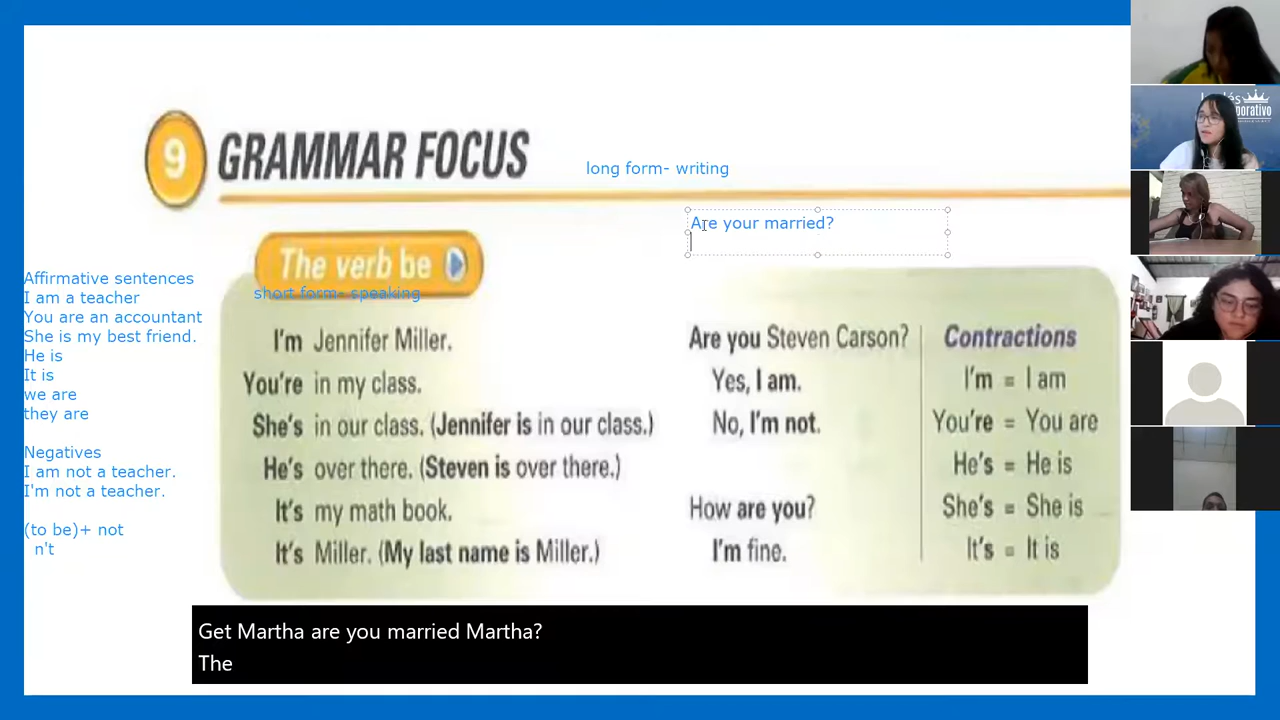 9 GRAMMAR FOCUS
long form- writing
Are your married?
The verb be
short form- speaking
Affirmative sentences
I am a teacher
You are an accountant
She is my best friend.
He is
It is
we are
they are
Negatives
I am not a teacher.
I'm not a teacher.
(to be)+ not
n't
I'm Jennifer Miller.
You're in my class.
She's in our class. (Jennifer is in our class.)
He's over there. (Steven is over there.)
It's my math book.
It's Miller. (My last name is Miller.)
Are you Steven Carson?
Yes, I am.
No, I'm not.
How are you?
I'm fine.
Contractions
I'm = I am
You're = You are
He's = He is
She's = She is
It's = It is
Get Martha are you married Martha?
The